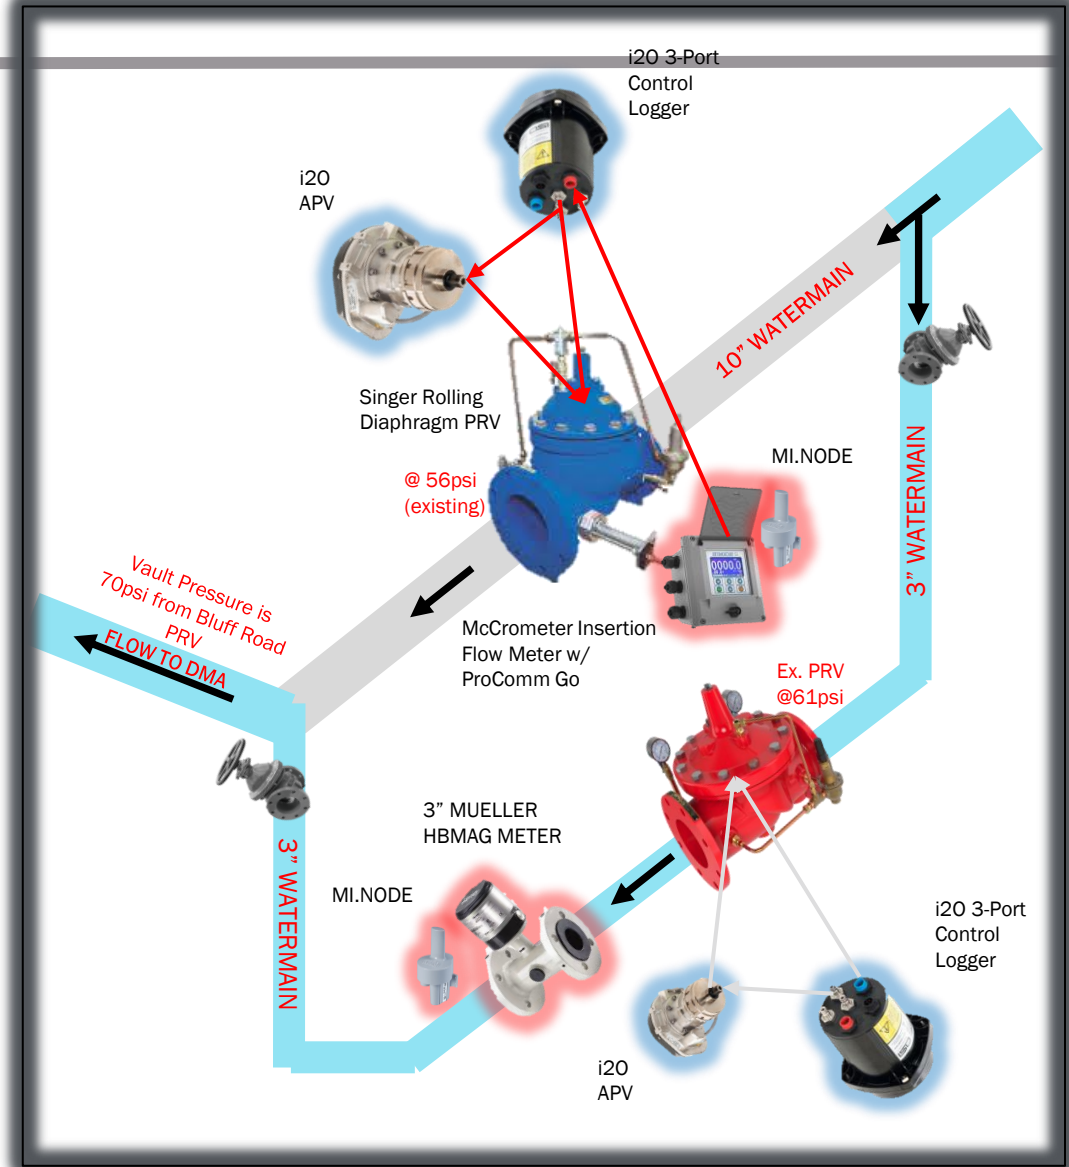 i2O 3-Port
Control
Logger
i2O
APV
10” WATERMAIN
Singer Rolling
Diaphragm PRV
@ 56psi
(existing)
MI.NODE
0000.0
3” WATERMAIN
Vault Pressure is
70psi from Bluff Road
PRV
FLOW TO DMA
McCrometer Insertion
Flow Meter w/
ProComm Go
Ex. PRV
@61psi
3” MUELLER
HBMAG METER
MI.NODE
3” WATERMAIN
i2O 3-Port
Control
Logger
i2O
APV